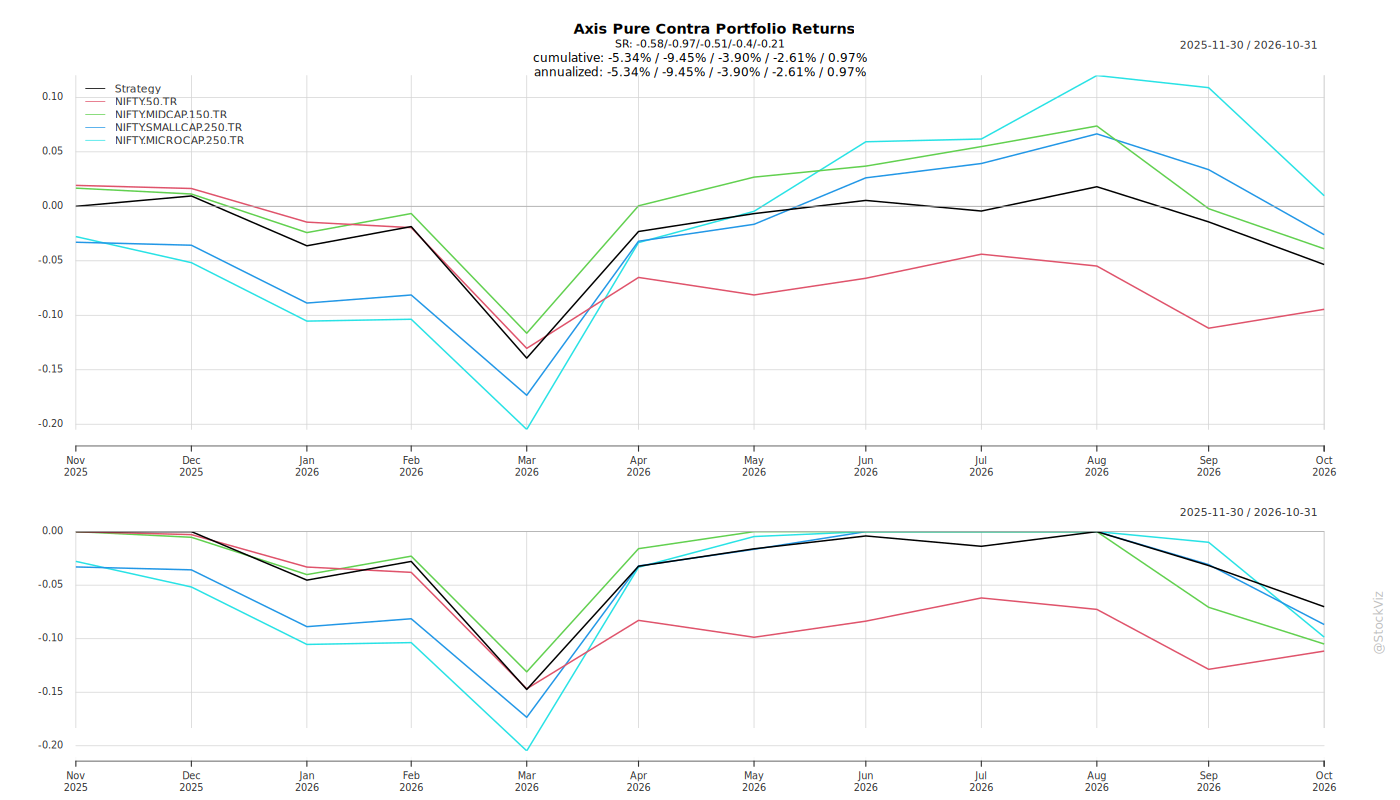 Axis Pure Contra Portfolio Returns
SR: -0.58/-0.97/-0.51/-0.4/-0.21
2025-11-30 / 2026-10-31
cumulative: -5.34% / -9.45% / -3.90% / -2.61% / 0.97%
annualized: -5.34% / -9.45% / -3.90% / -2.61% / 0.97%
Strategy
NIFTY.50.TR
NIFTY.MIDCAP.150.TR
NIFTY.SMALLCAP.250.TR
NIFTY.MICROCAP.250.TR
0.10
0.05
0.00
-0.05
-0.10
-0.15
-0.20
Nov Dec Jan Feb Mar Apr May Jun Jul Aug Sep Oct
2025 2025 2026 2026 2026 2026 2026 2026 2026 2026 2026 2026
2025-11-30 / 2026-10-31
0.00
-0.05
-0.10
-0.15
-0.20
Nov Dec Jan Feb Mar Apr May Jun Jul Aug Sep Oct
2025 2025 2026 2026 2026 2026 2026 2026 2026 2026 2026 2026
@StockViz